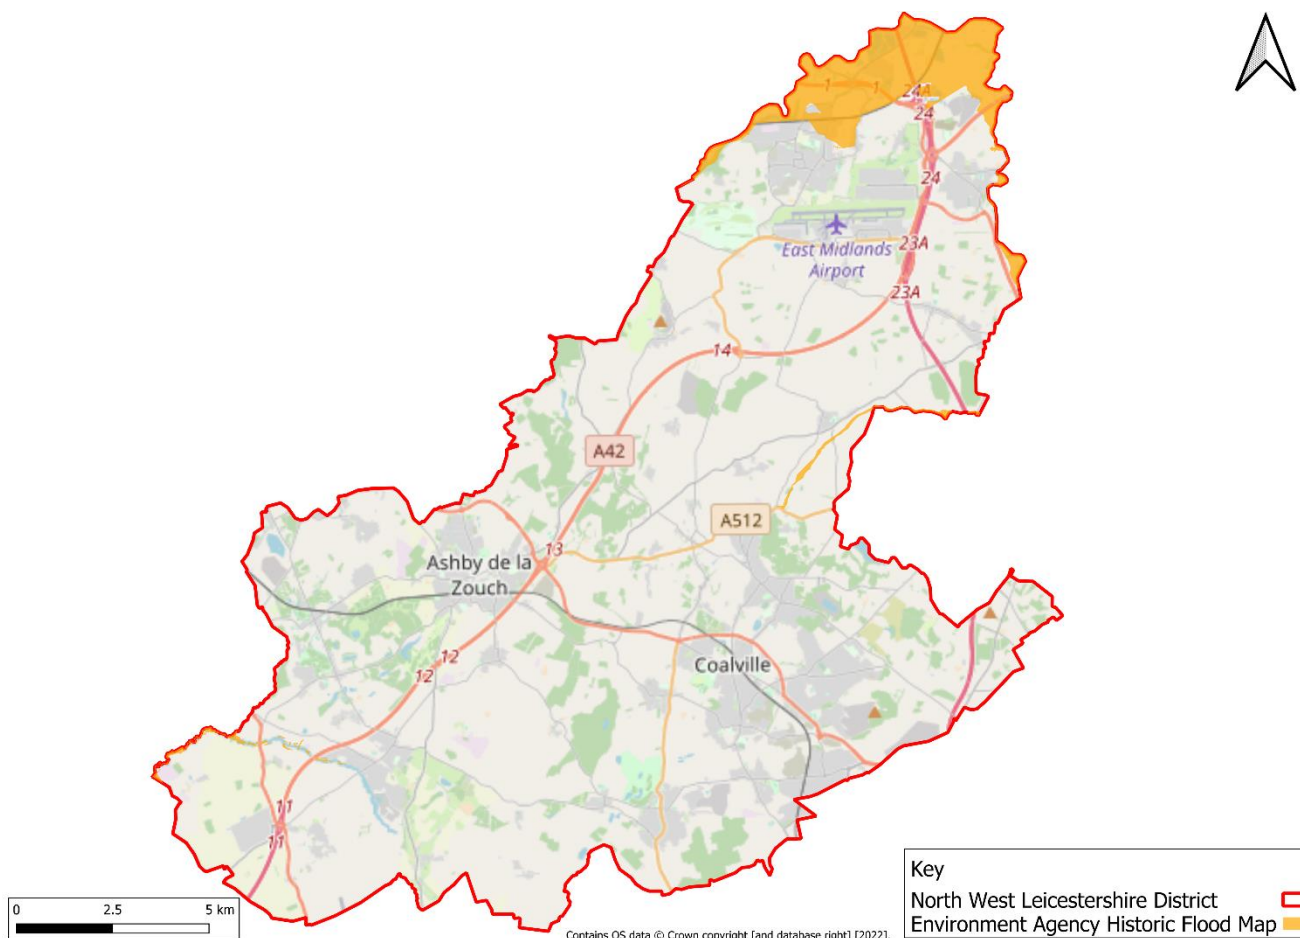 1
1
24A
24
24
East Midlands
Airport
23A
23A
14
A42
A512
13
Ashby de la
Zouch
12
12
Coalville
11
11
0 2.5 5 km
Key
North West Leicestershire District
Environment Agency Historic Flood Map
Contains OS data © Crown copyright [and database right] [2022].